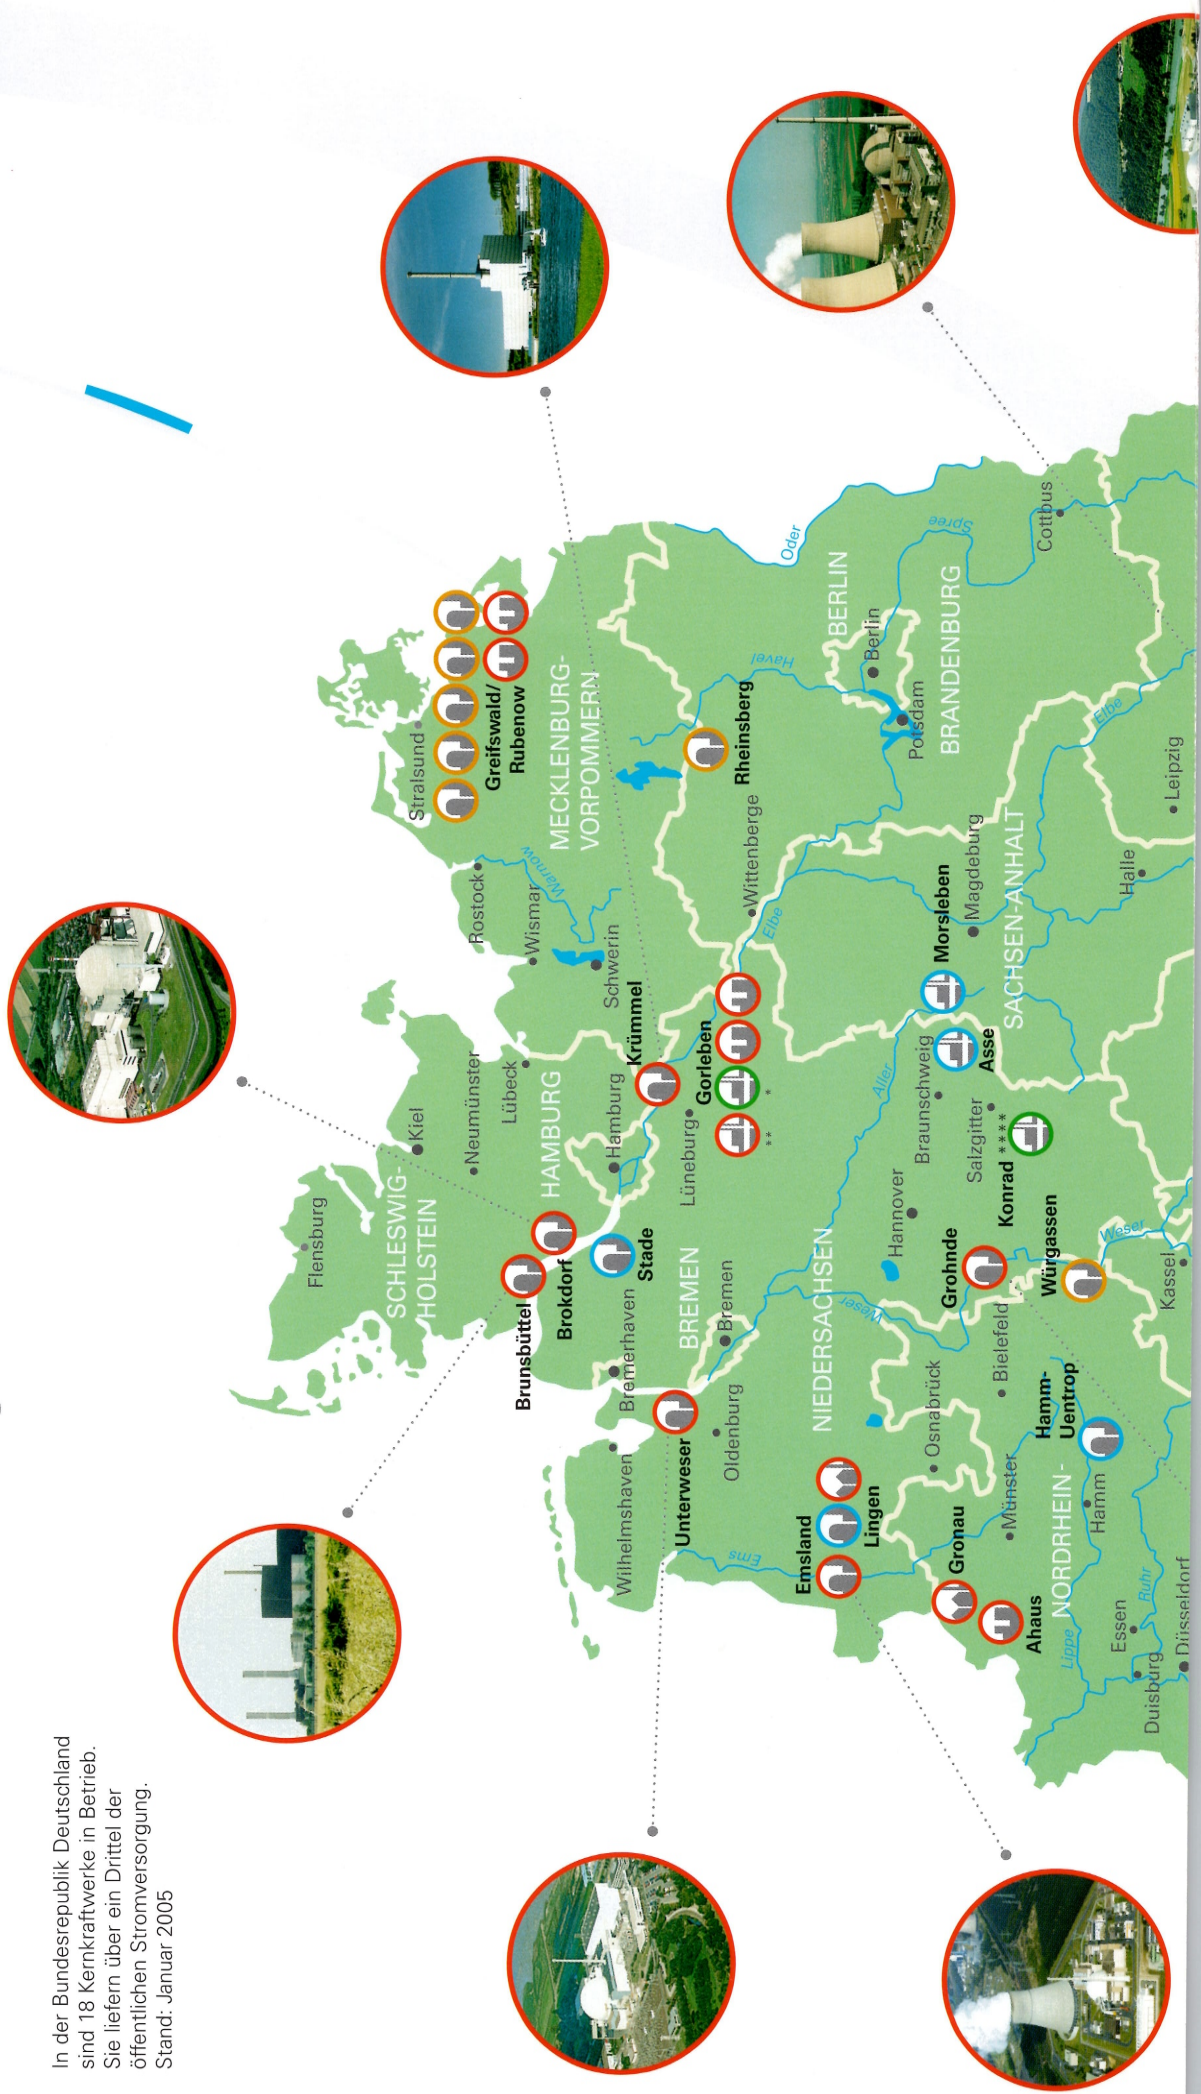 In der Bundesrepublik Deutschland
sind 18 Kernkraftwerke in Betrieb.
Sie liefern über ein Drittel der
öffentlichen Stromversorgung.
Stand: Januar 2005
Flensburg
SCHLESWIG-
HOLSTEIN
Kiel
Neumünster
Lübeck
Brunsbüttel
Brokdorf
HAMBURG
Hamburg
Stade
Krümmel
Stralsund
Greifswald/
Rubenow
Rostock
Warnow
Wismar
Schwerin
MECKLENBURG-
VORPOMMERN
Wilhelmshaven
Bremerhaven
Unterweser
Oldenburg
BREMEN
Bremen
Lüneburg
Gorleben
**
*
Wittenberge
Elbe
Rheinsberg
Havel
Oder
Ems
Emsland
Lingen
NIEDERSACHSEN
Weser
Aller
Hannover
Braunschweig
Morsleben
Asse
BERLIN
Berlin
Potsdam
BRANDENBURG
Spree
Cottbus
Osnabrück
Grohnde
Salzgitter
Konrad ****
Magdeburg
SACHSEN-ANHALT
Gronau
Ahaus
Münster
Bielefeld
Hamm-
Uentrop
Hamm
NORDRHEIN-
Lippe
Würgassen
Weser
Elbe
Essen
Ruhr
Duisburg
Düsseldorf
Kassel
Halle
Leipzig